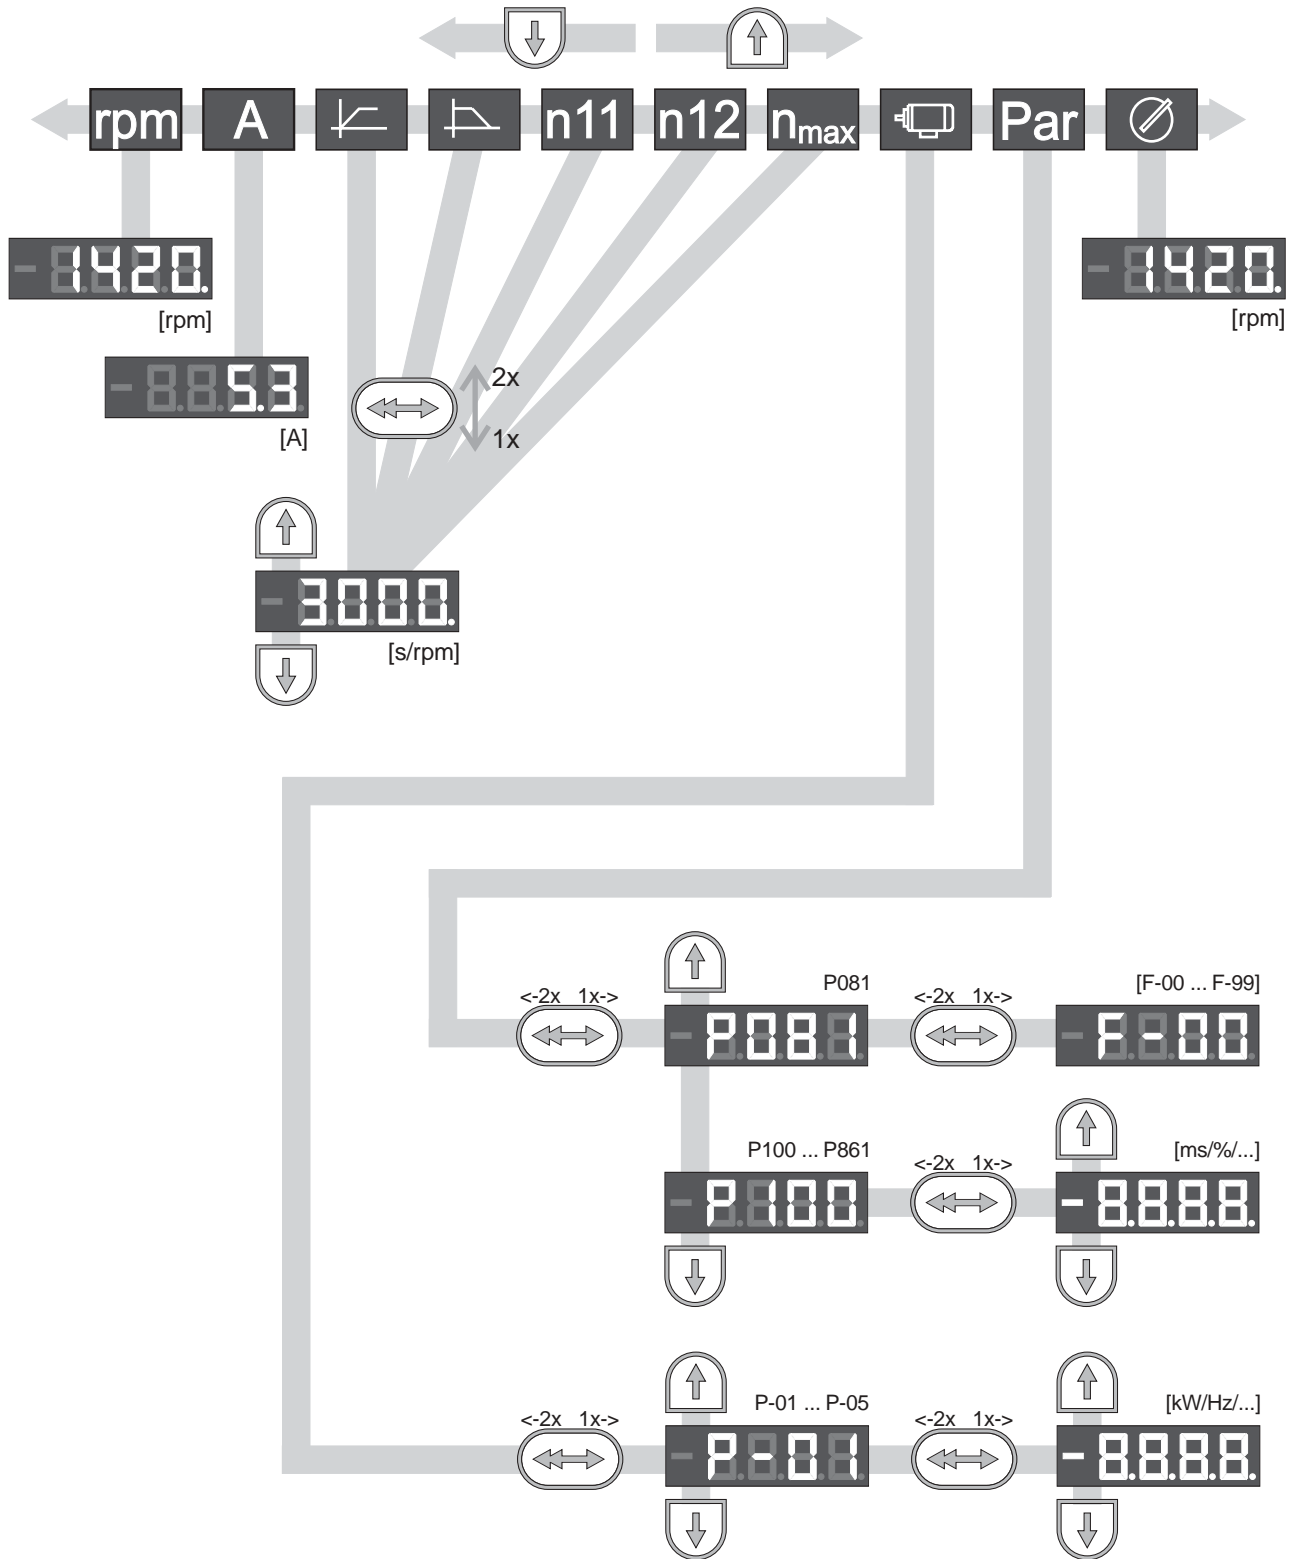 rpm A n11 n12 nmax Par
1420.
[rpm]
1420.
[rpm]
5.3
[A]
2x
1x
3000.
[s/rpm]
<-2x 1x->
P081
P081
<-2x 1x->
[F-00 ... F-99]
F-00
P100 ... P861
P100
<-2x 1x->
[ms/%/...]
-8.8.8.8.
<-2x 1x->
P-01 ... P-05
P-01
<-2x 1x->
[kW/Hz/...]
-8.8.8.8.